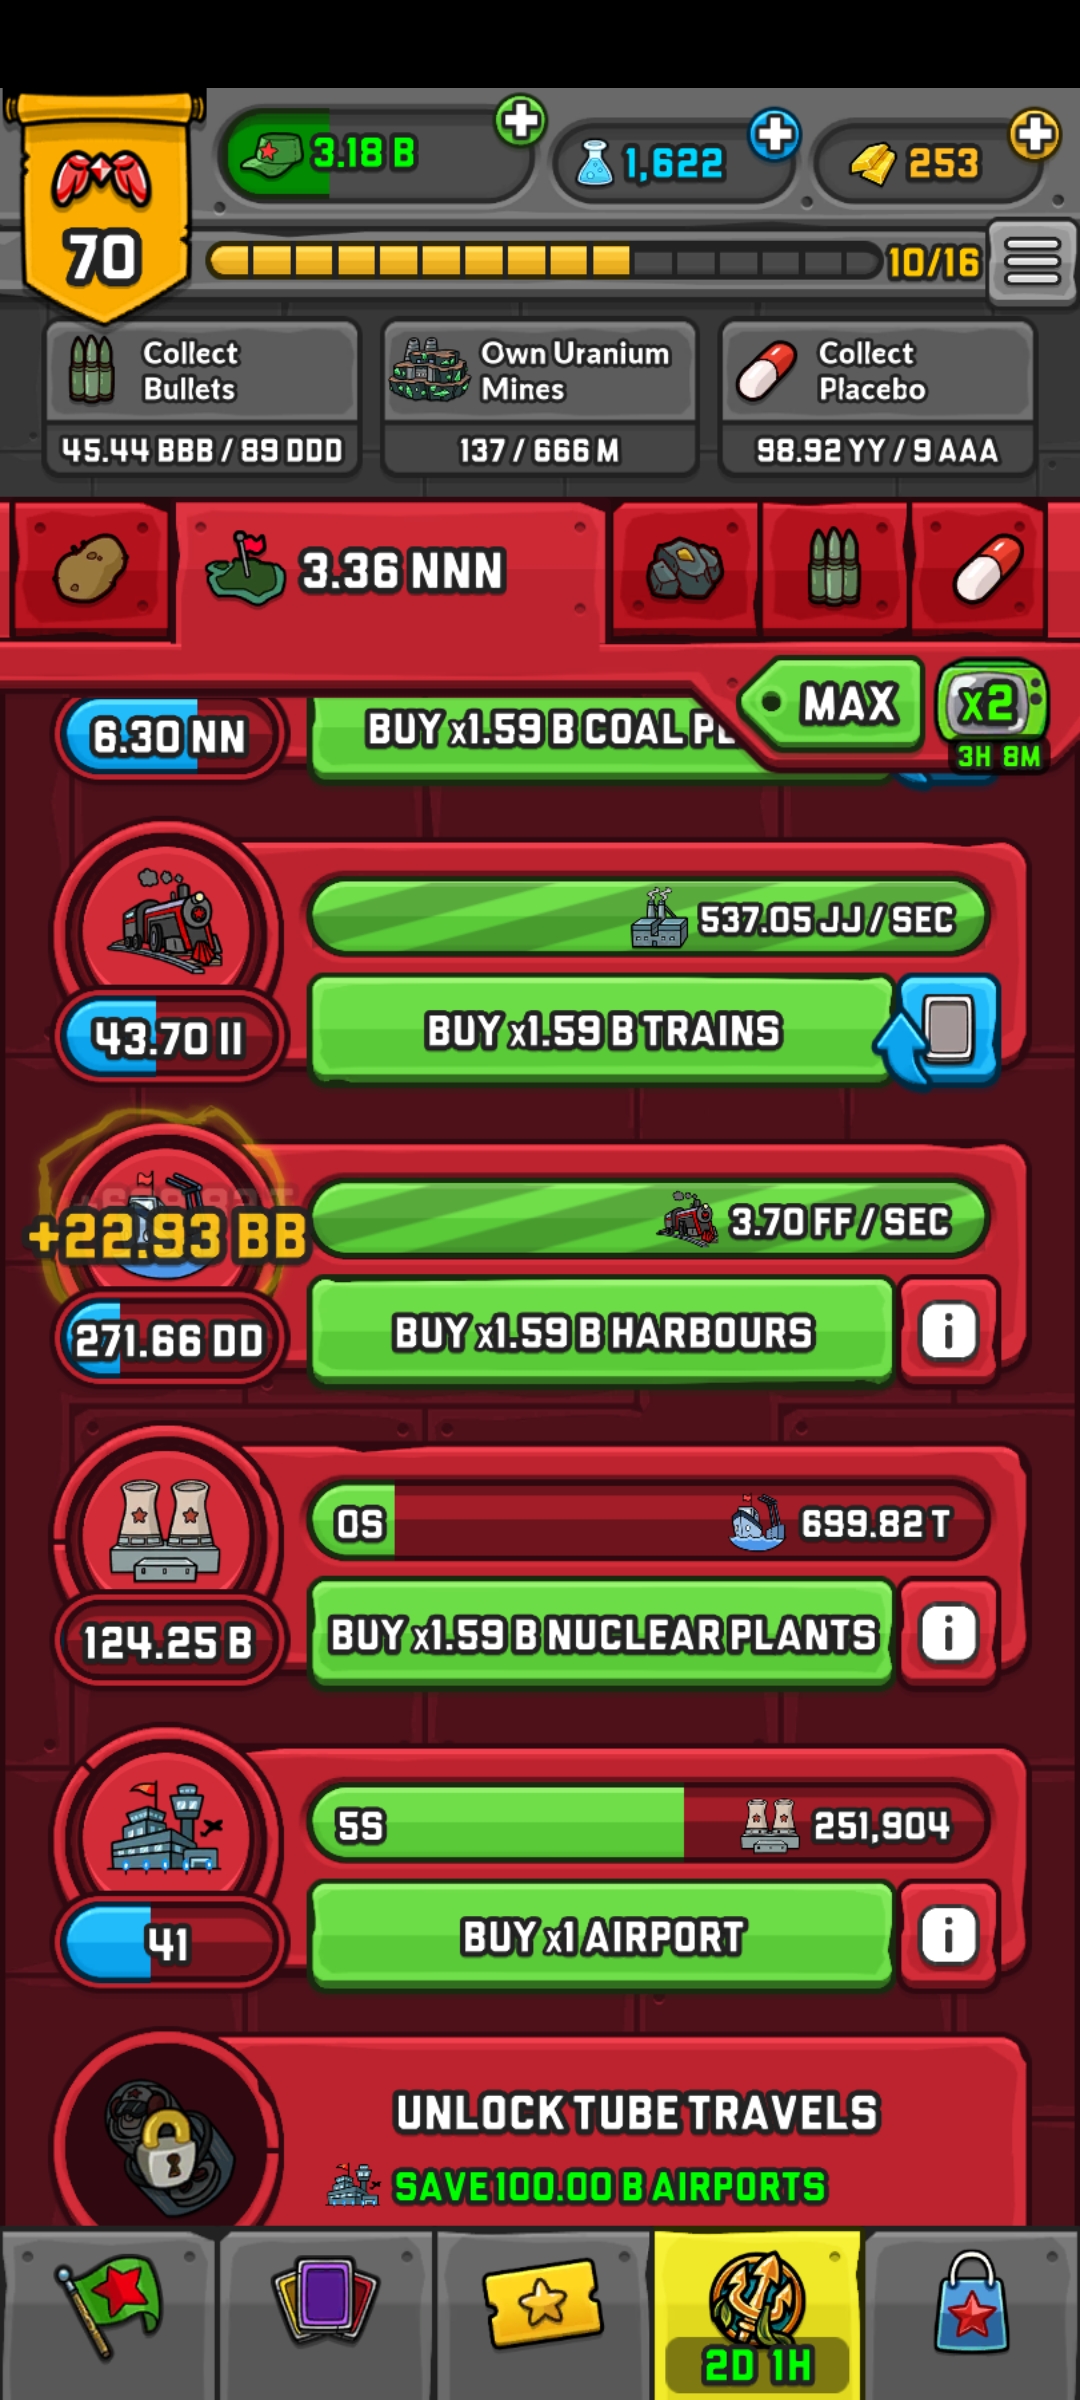 70
3.18 B
1,622
253
10/16
Collect
Bullets
45.44 BBB / 89 DDD
Own Uranium
Mines
137 / 666 M
Collect
Placebo
98.92 YY / 9 AAA
3.36 NNN
MAX
x2
3H 8M
6.30 NN
BUY x1.59 B COAL
537.05 JJ / SEC
43.70 II
BUY x1.59 B TRAINS
+22.93 BB
3.70 FF / SEC
271.66 DD
BUY x1.59 B HARBOURS
i
0S
699.82 T
124.25 B
BUY x1.59 B NUCLEAR PLANTS
i
5S
251,904
41
BUY x1 AIRPORT
i
UNLOCK TUBE TRAVELS
SAVE 100.00 B AIRPORTS
2D 1H